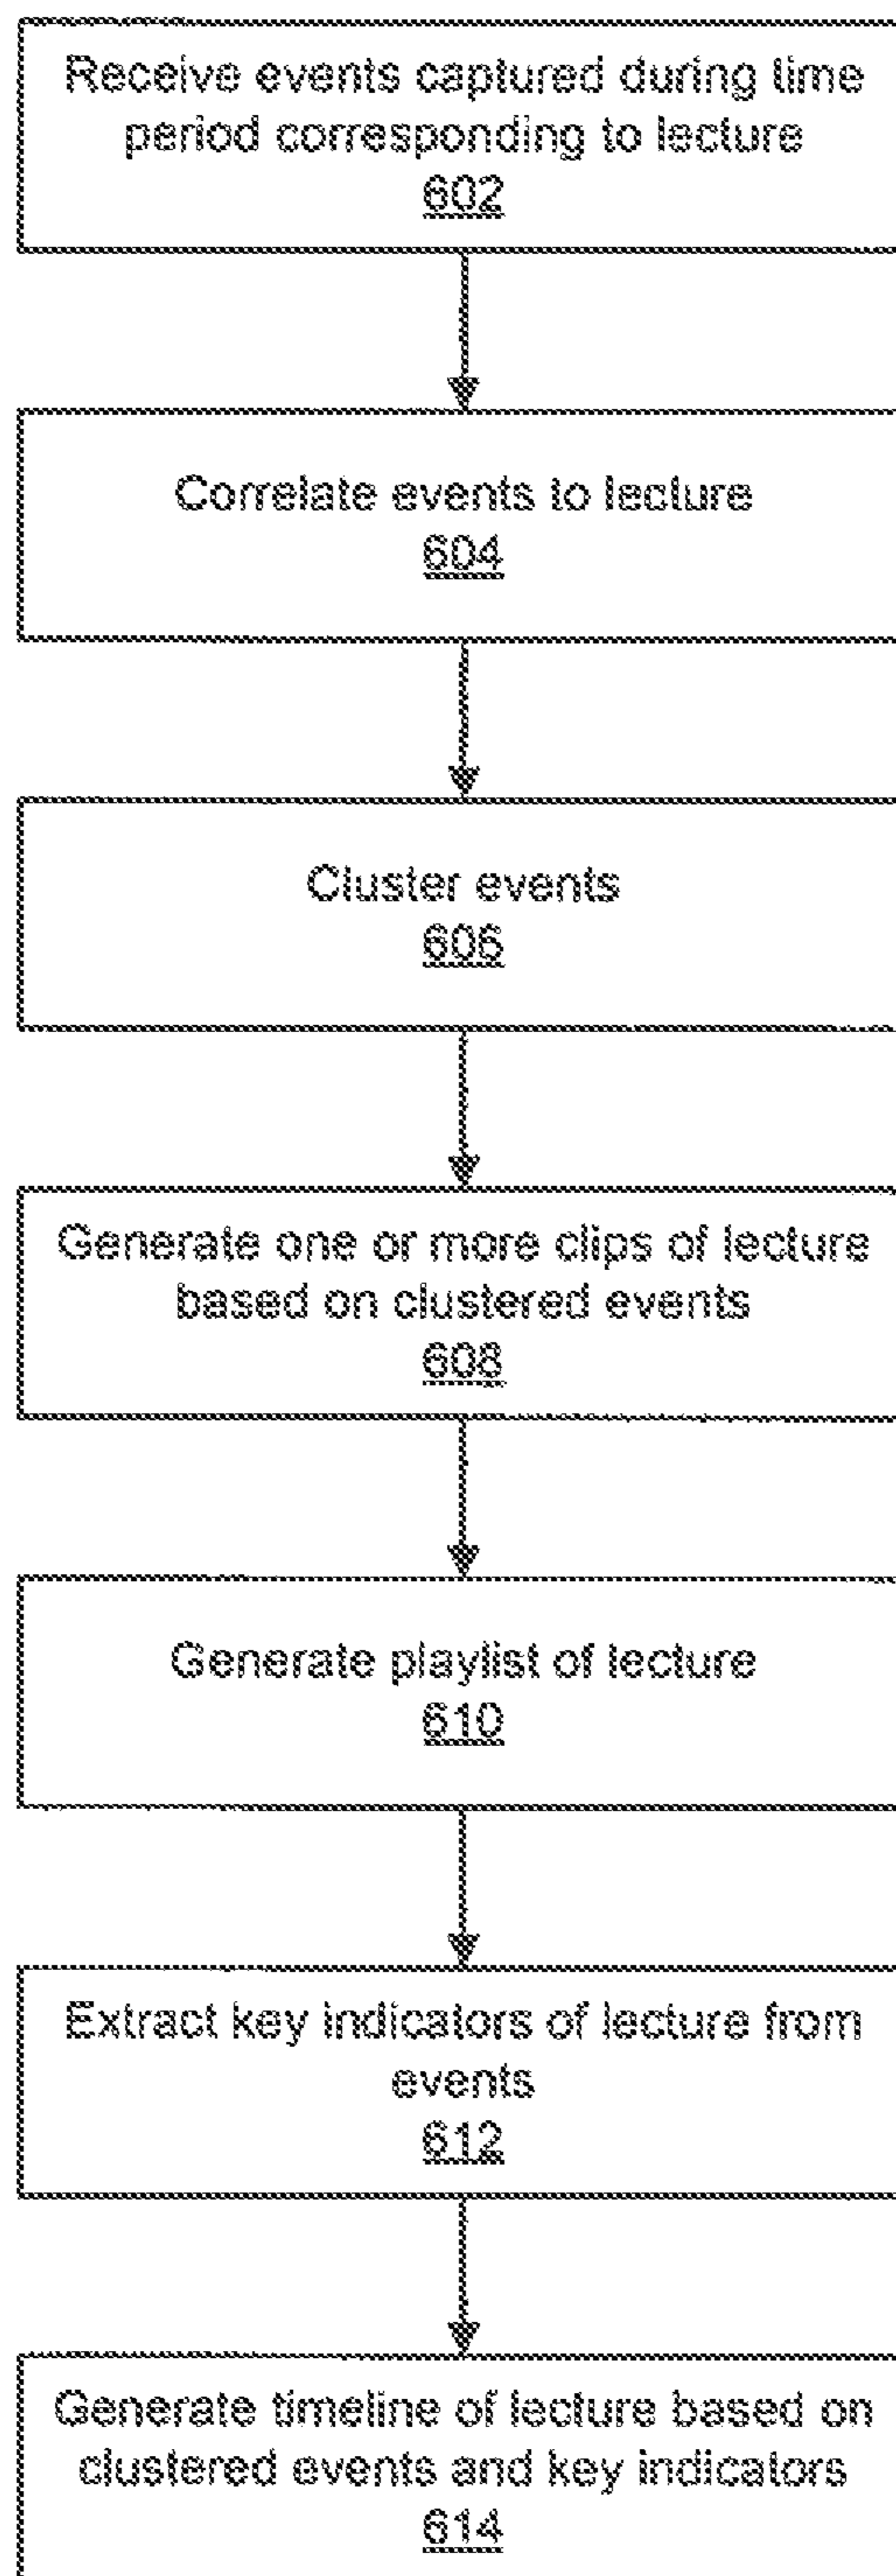 Receive events captured during time
period corresponding to lecture
602
Correlate events to lecture
604
Cluster events
606
Generate one or more clips of lecture
based on clustered events
608
Generate playlist of lecture
610
Extract key indicators of lecture from
events
612
Generate timeline of lecture based on
clustered events and key indicators
614